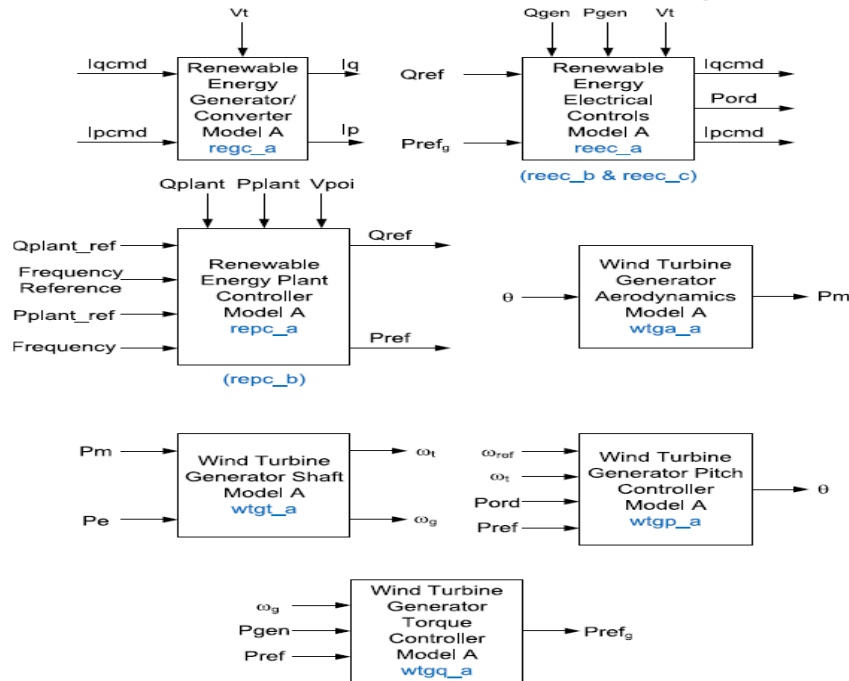 Vt
Iqcmd
Ipcmd
Renewable
Energy
Generator/
Converter
Model A
regc_a
Iq
Ip
Qgen Pgen Vt
Qref
Prefg
Renewable
Energy
Electrical
Controls
Model A
reec_a
Iqcmd
Pord
Ipcmd
(reec_b & reec_c)
Qplant Pplant Vpoi
Qplant_ref
Frequency
Reference
Pplant_ref
Frequency
Renewable
Energy Plant
Controller
Model A
repc_a
Qref
Pref
(repc_b)
θ
Wind Turbine
Generator
Aerodynamics
Model A
wtga_a
Pm
Pm
Pe
Wind Turbine
Generator Shaft
Model A
wtgt_a
ωt
ωg
ωref
ωt
Pord
Pref
Wind Turbine
Generator Pitch
Controller
Model A
wtgp_a
θ
ωg
Pgen
Pref
Wind Turbine
Generator
Torque
Controller
Model A
wtgq_a
Prefg